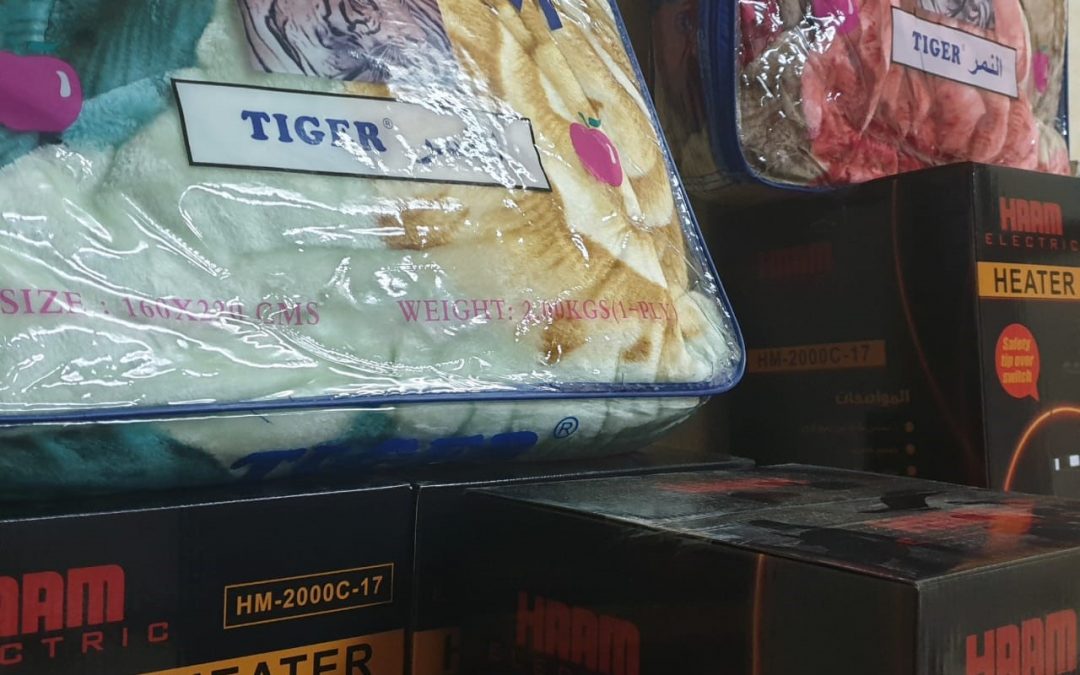 TIGER®
SIZE : 160X220 CMS WEIGHT: 2.00KGS(1-PLY)
TIGER ®
TIGER® النمر
HAAM
ELECTRIC
HEATER
Safety
tip over
switch
HM-2000C-17
المواصفات
HAAM
ELECTRIC
HM-2000C-17
HEATER
HAAM
HAAM